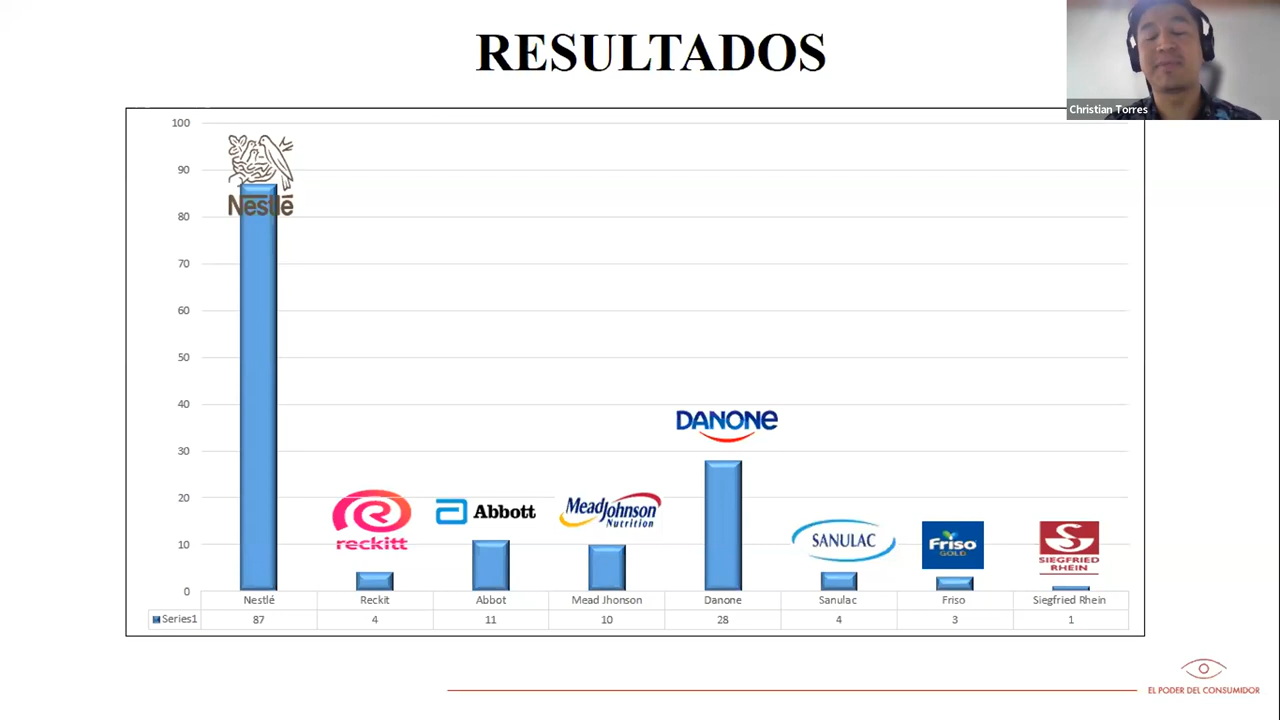 RESULTADOS
Christian Torres
100
90
80
70
60
50
40
30
20
10
0
Nestlé
reckitt
Abbott
MeadJohnson
Nutrition
DANONE
SANULAC
Friso
GOLD
SIEGFRIED
RHEIN
Nestlé Reckit Abbot Mead Jhonson Danone Sanulac Friso Siegfried Rhein
Series1 87 4 11 10 28 4 3 1
EL PODER DEL CONSUMIDOR